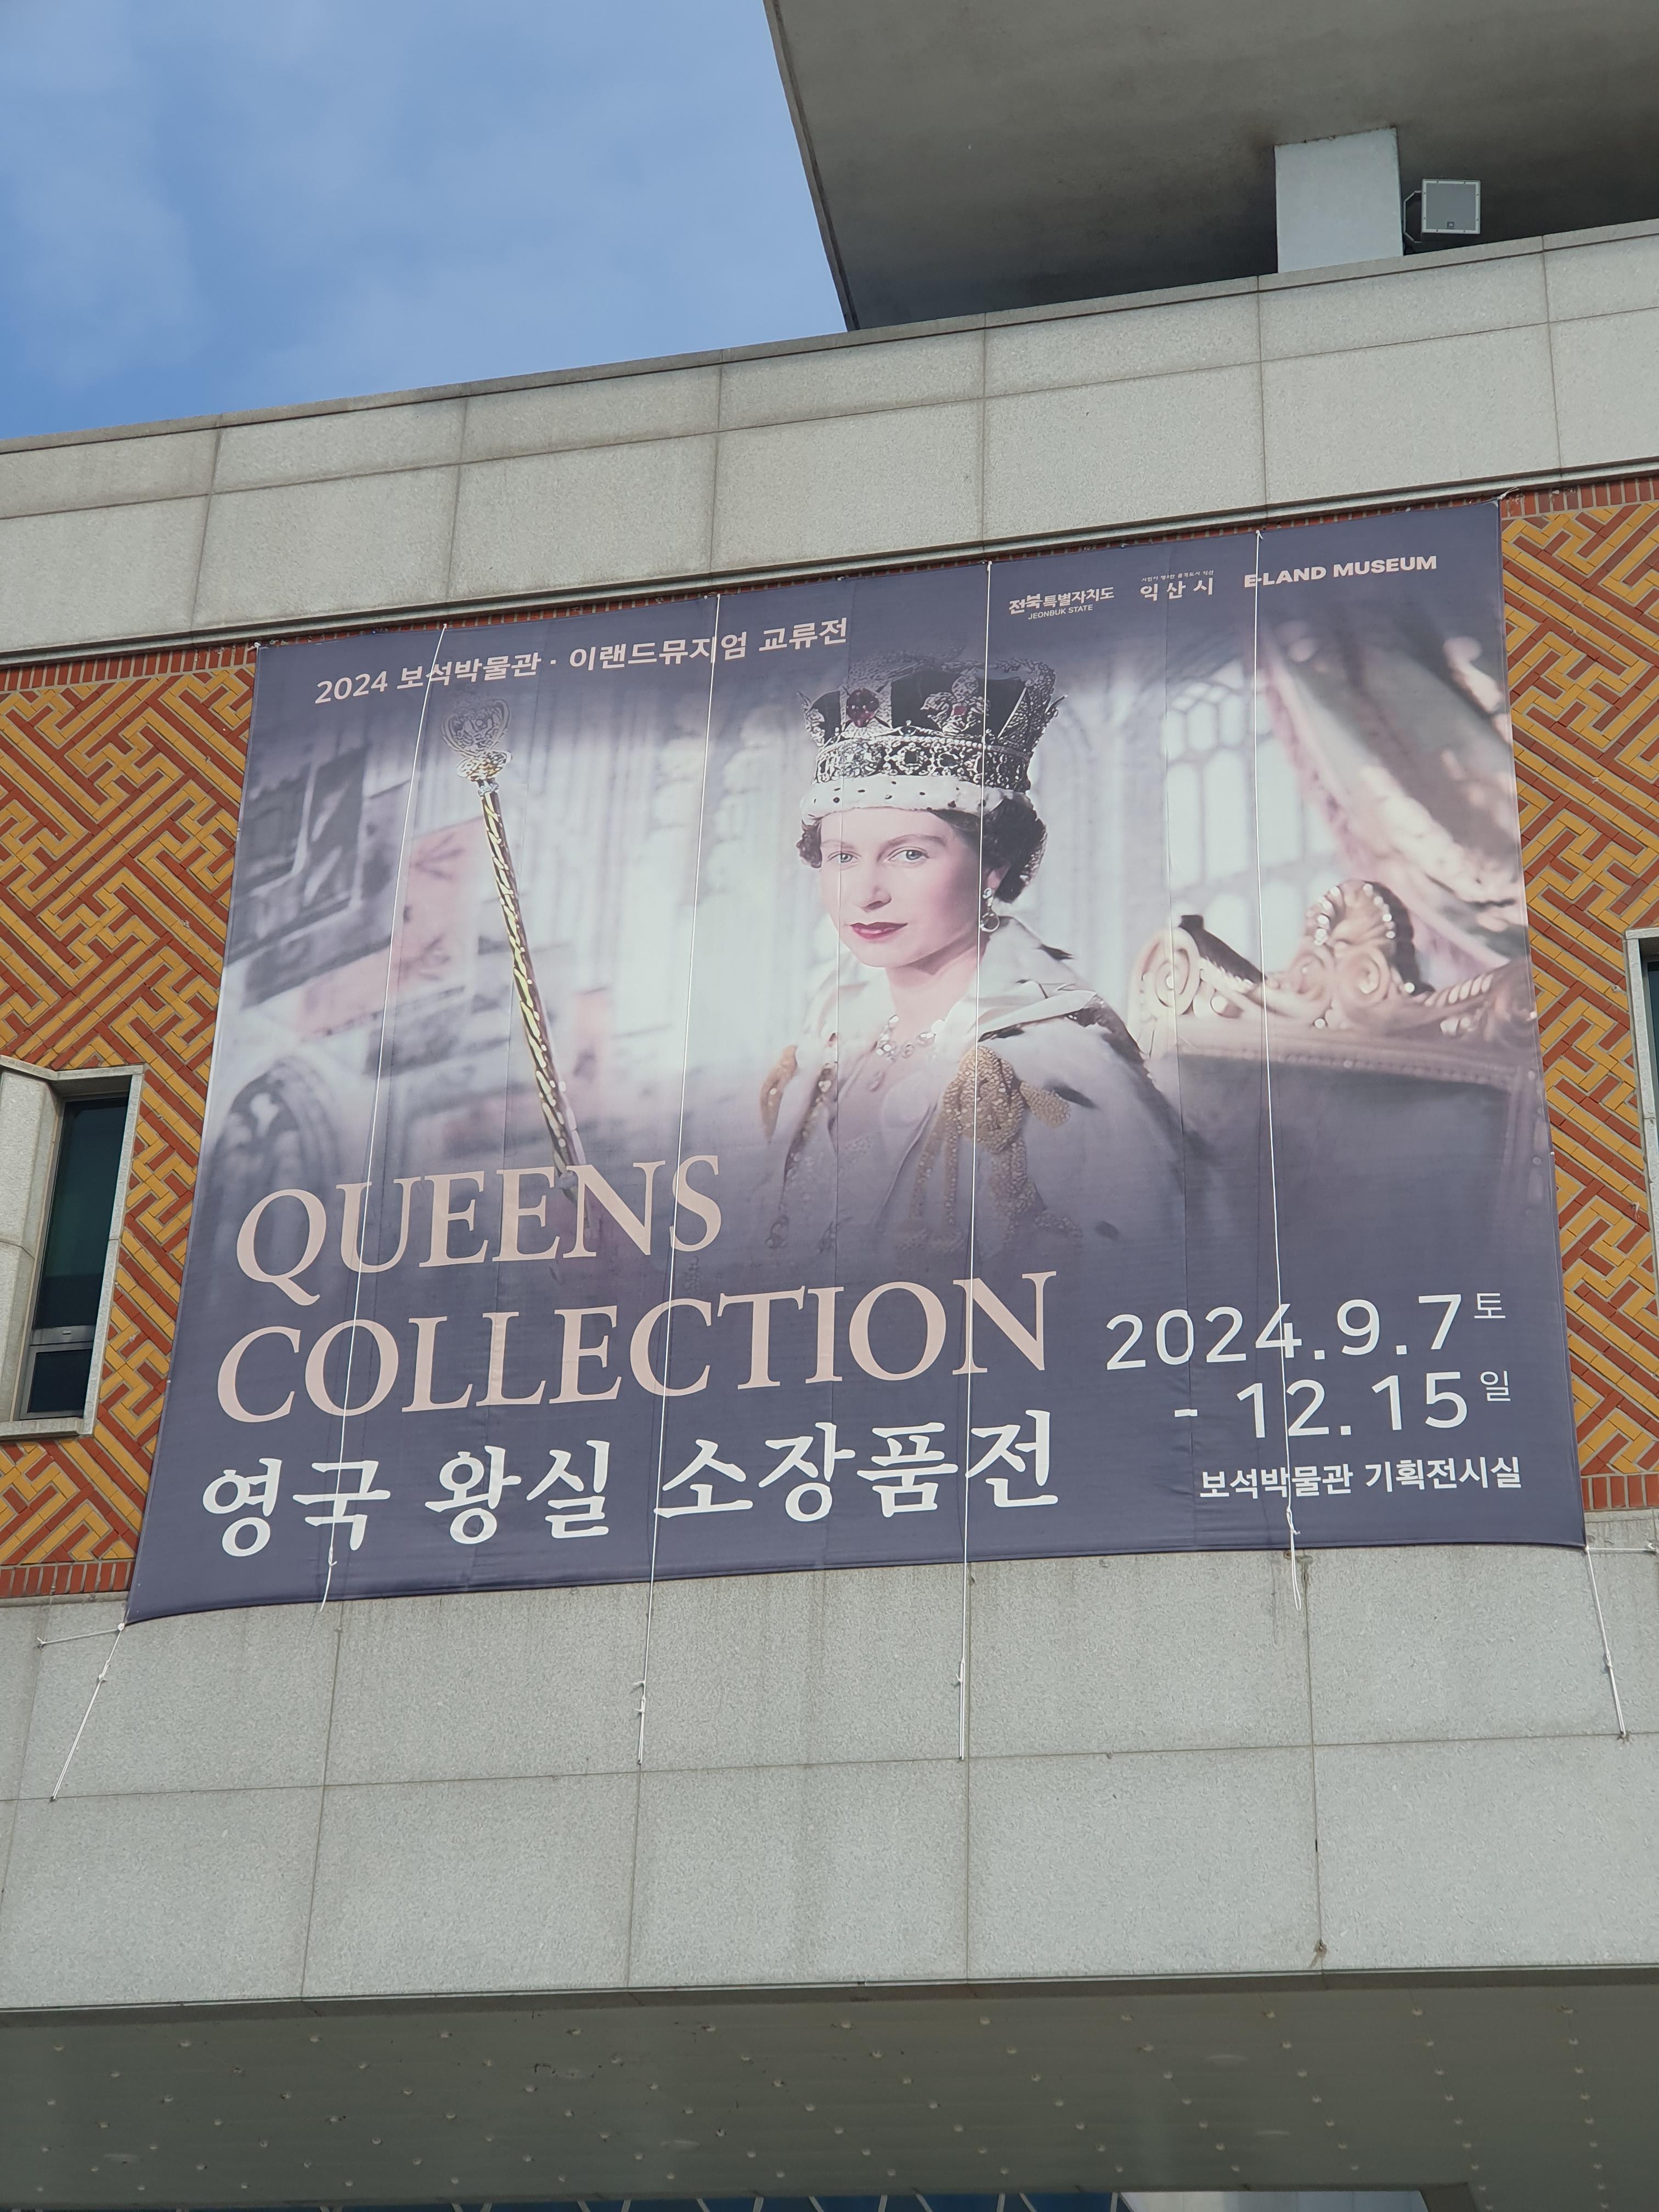 2024 보석박물관 · 이랜드뮤지엄 교류전
전북특별자치도
JEONBUK STATE
익산시
E·LAND MUSEUM
QUEENS
COLLECTION
영국 왕실 소장품전
2024.9.7 토
- 12.15 일
보석박물관 기획전시실